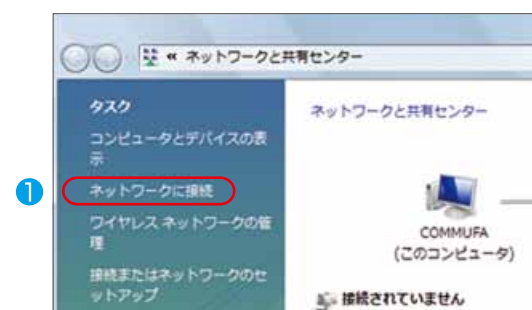 « ネットワークと共有センター
タスク
コンピュータとデバイスの表
示
❶
ネットワークに接続
ワイヤレス ネットワークの管
理
接続またはネットワークのセ
ットアップ
ネットワークと共有センター
COMMUFA
(このコンピュータ)
接続されていません